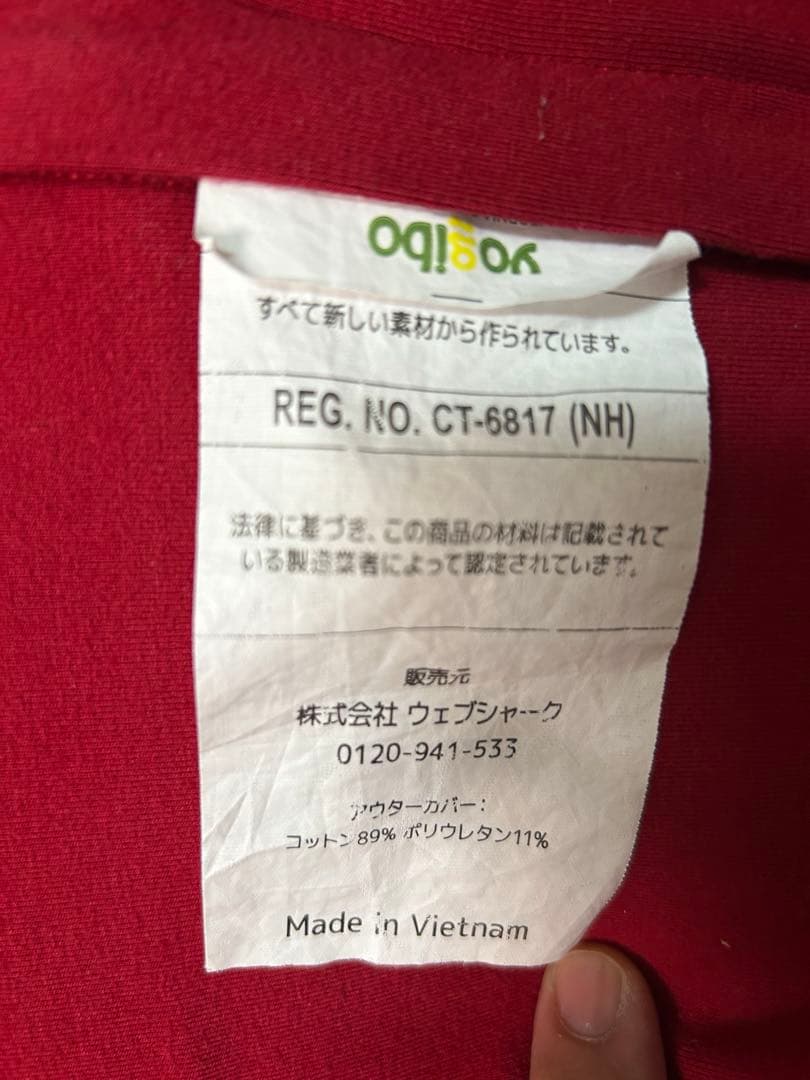 yogibo
すべて新しい素材から作られています。
REG. NO. CT-6817 (NH)
法律に基づき、この商品の材料は記載されて
いる製造業者によって認定されています。
販売元
株式会社 ウェブシャーク
0120-941-533
アウターカバー：
コットン89% ポリウレタン11%
Made in Vietnam